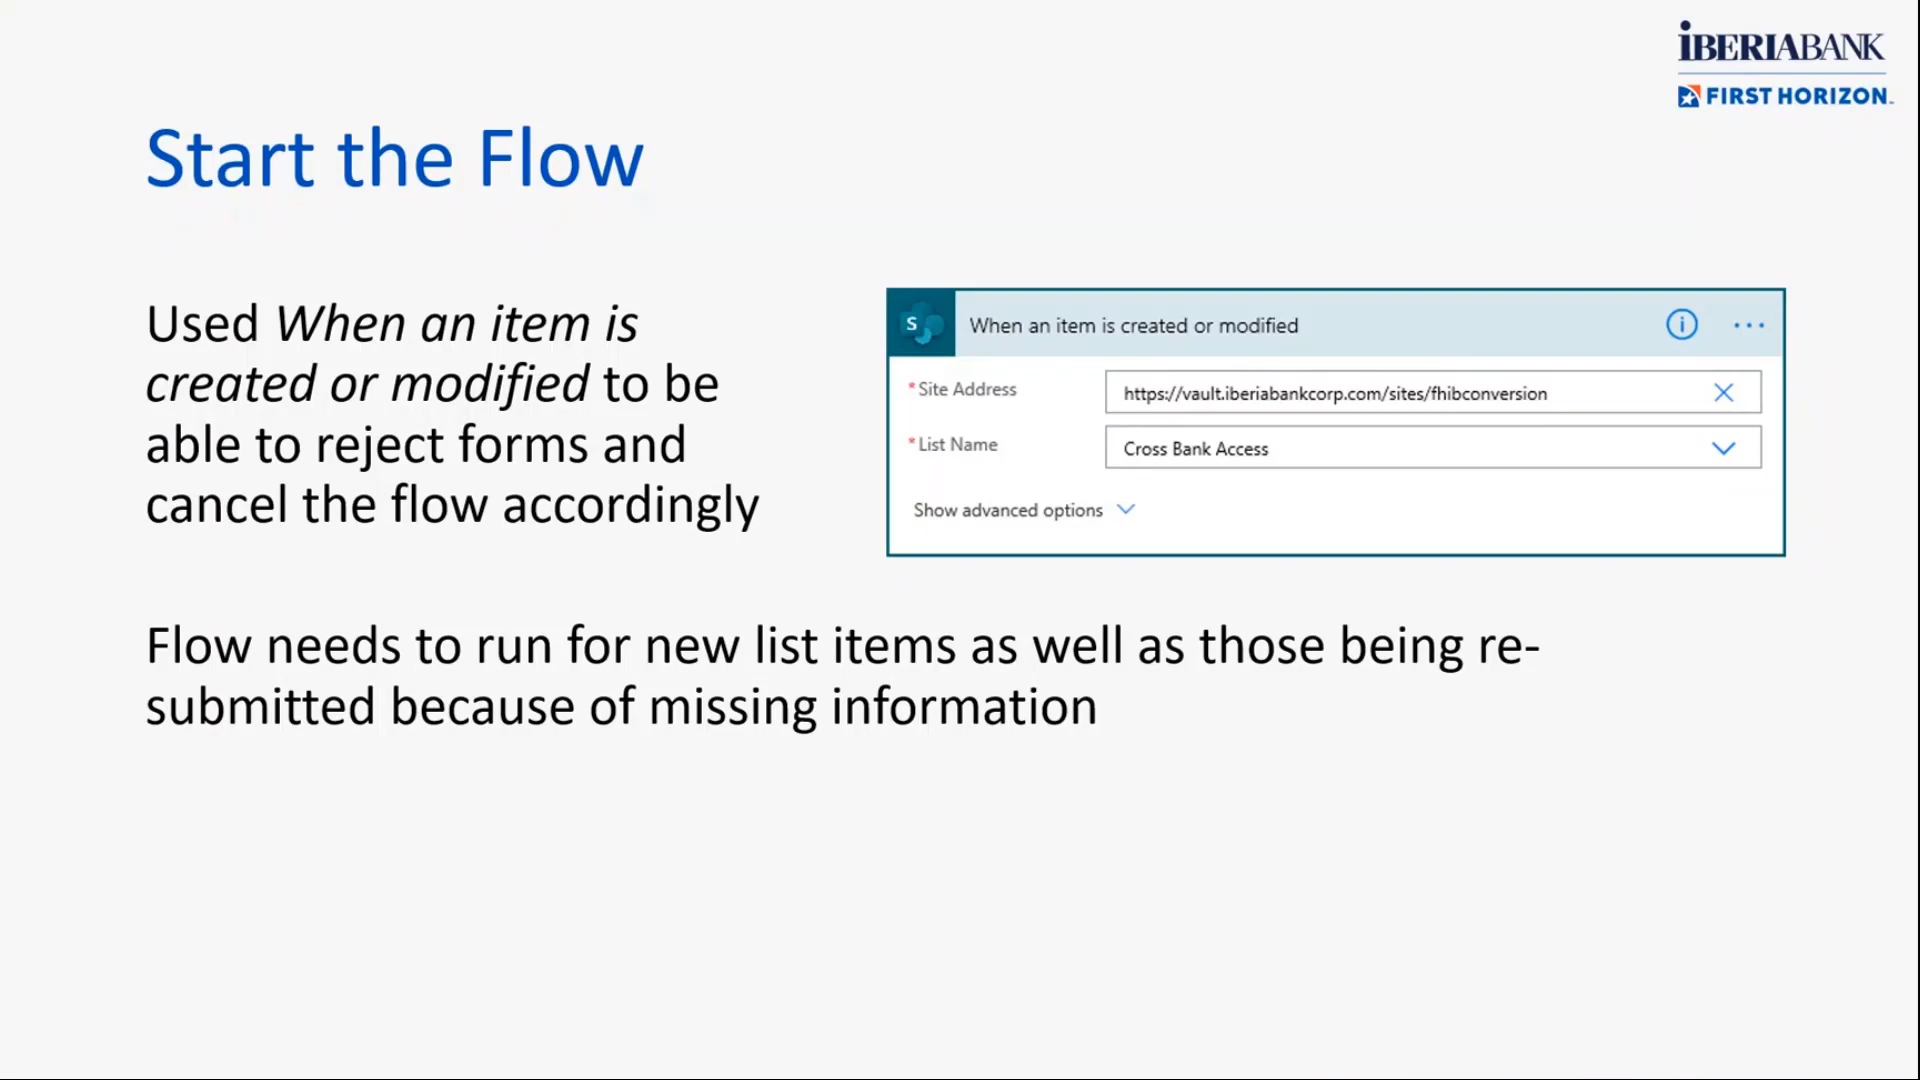 iBERIABANK
FIRST HORIZON™
Start the Flow
Used When an item is
created or modified to be
able to reject forms and
cancel the flow accordingly
S
When an item is created or modified
* Site Address
https://vault.iberiabankcorp.com/sites/fhibconversion
* List Name
Cross Bank Access
Show advanced options
Flow needs to run for new list items as well as those being re-
submitted because of missing information